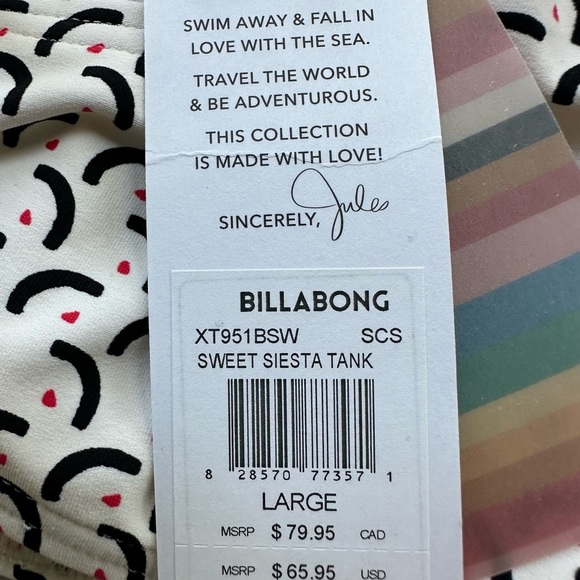 SWIM AWAY & FALL IN
LOVE WITH THE SEA.
TRAVEL THE WORLD
& BE ADVENTUROUS.
THIS COLLECTION
IS MADE WITH LOVE!
SINCERELY, Jules
BILLABONG
XT951BSW SCS
SWEET SIESTA TANK
8 28570 77357 1
LARGE
MSRP $79.95 CAD
MSRP $65.95 USD